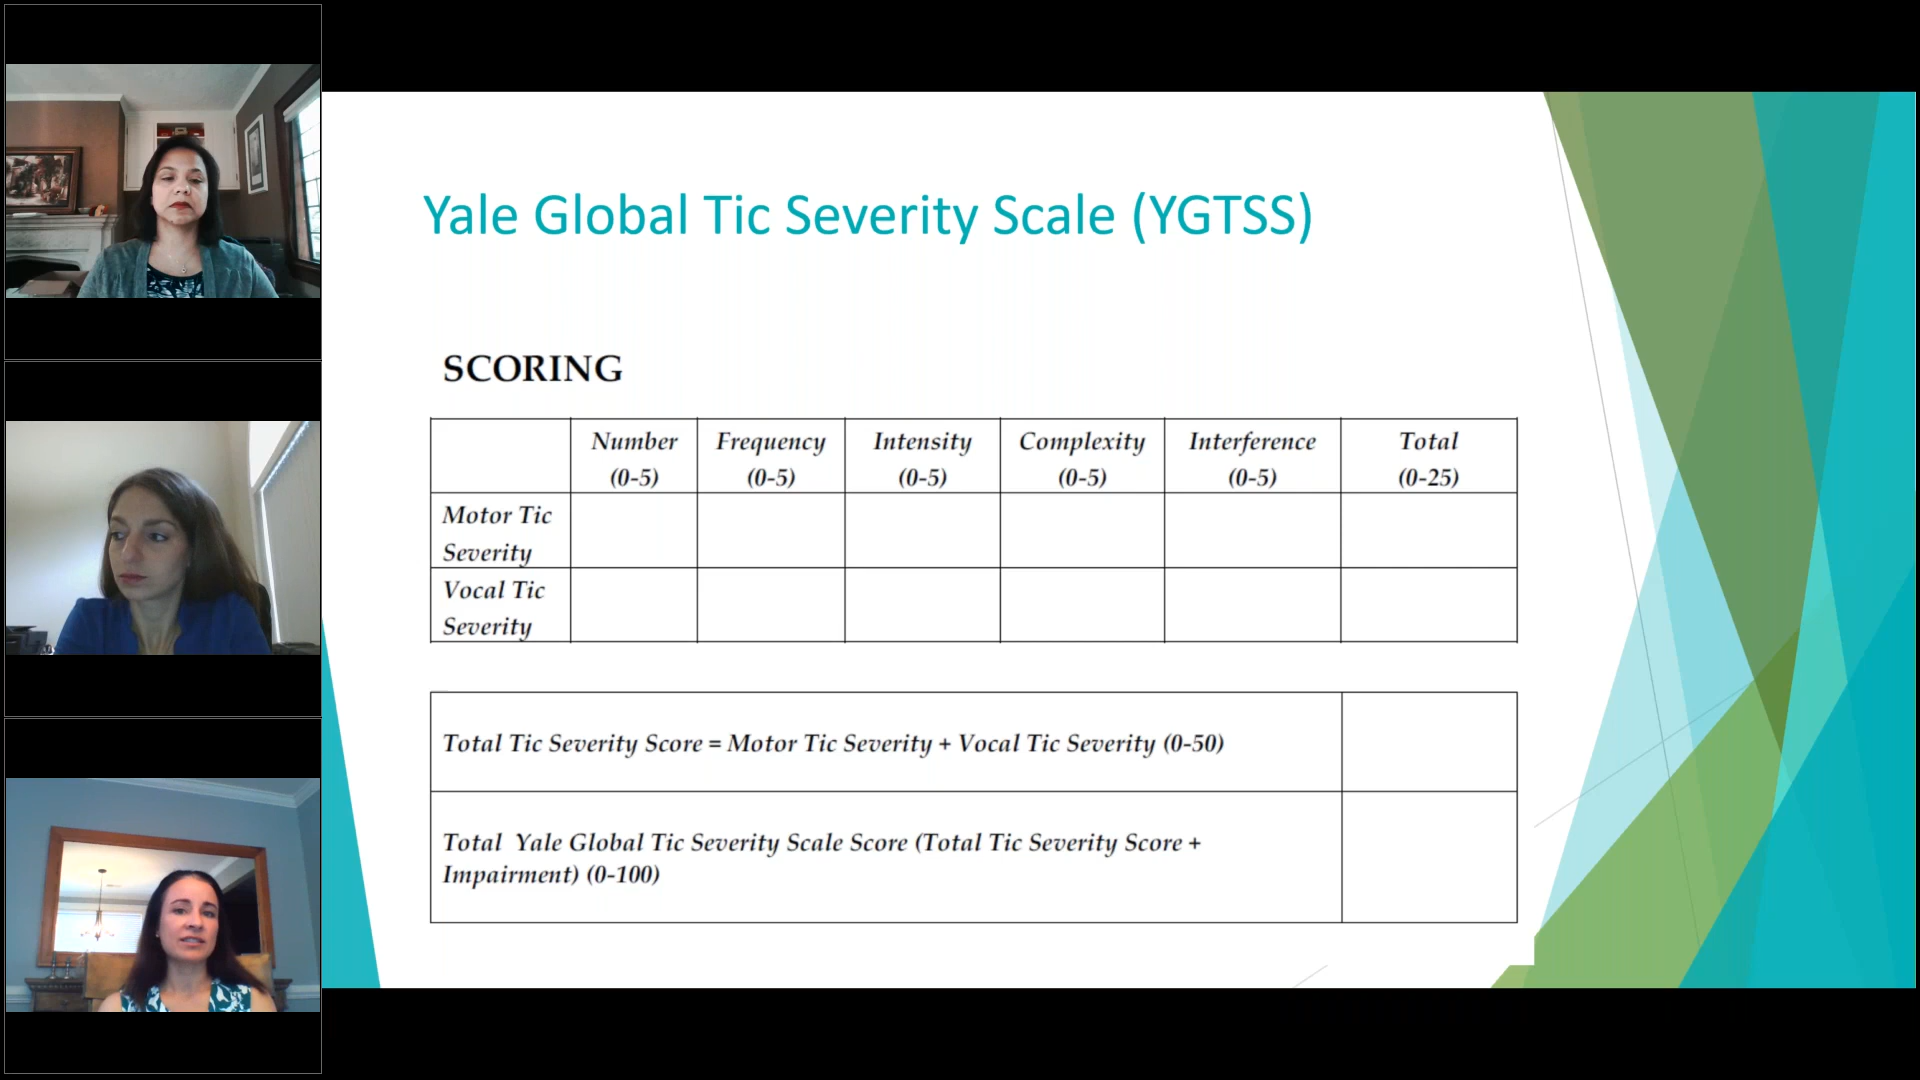 Yale Global Tic Severity Scale (YGTSS)
SCORING
Number Frequency Intensity Complexity Interference Total
(0-5) (0-5) (0-5) (0-5) (0-5) (0-25)
Motor Tic
Severity
Vocal Tic
Severity
Total Tic Severity Score = Motor Tic Severity + Vocal Tic Severity (0-50)
Total Yale Global Tic Severity Scale Score (Total Tic Severity Score +
Impairment) (0-100)